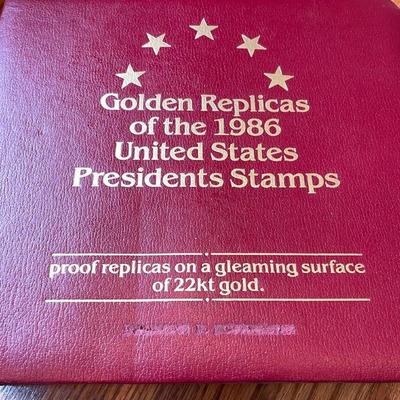 Golden Replicas
of the 1986
United States
Presidents Stamps
proof replicas on a gleaming surface
of 22kt gold.